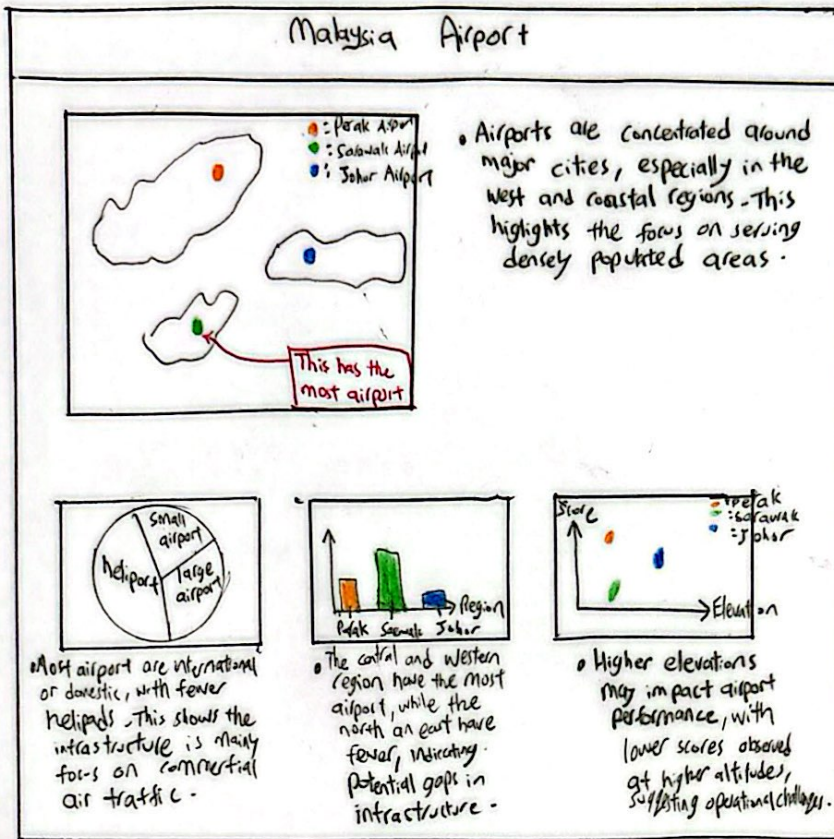 Malaysia Airport
: Perak Airport
: Sarawak Airport
: Johor Airport
This has the
most airport
• Airports are concentrated around
major cities, especially in the
west and coastal regions. This
higlights the focus on serving
densely populated areas.
small
airport
heliport
large
airport
• Most airport are international
or domestic, with fewer
helipads. This shows the
infrastructure is mainy
focus on commertial
air traffic.
Region
Perak Sarawak Johor
• The central and western
region have the most
airport, while the
north an east have
fewer, indicating
potential gaps in
infrastructure.
Score
: Perak
: Sarawak
: Johor
Elevation
• Higher elevations
may impact airport
performance, with
lower scores observed
at higher altitudes,
suggesting operational challenges.